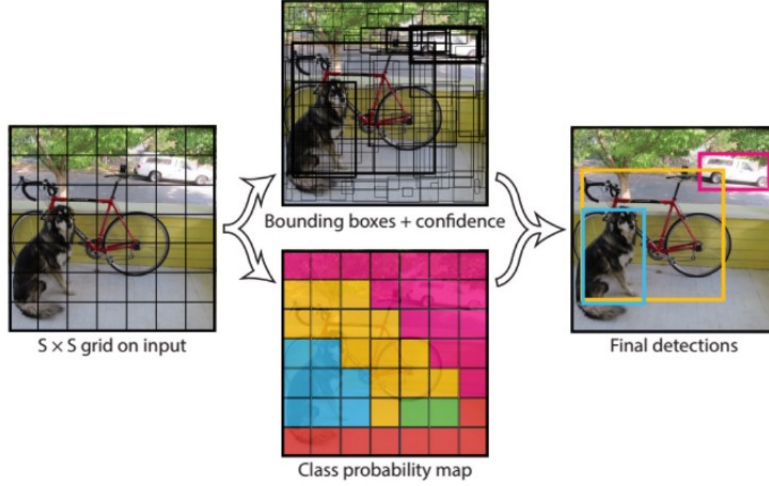 Bounding boxes + confidence
S × S grid on input
Final detections
Class probability map